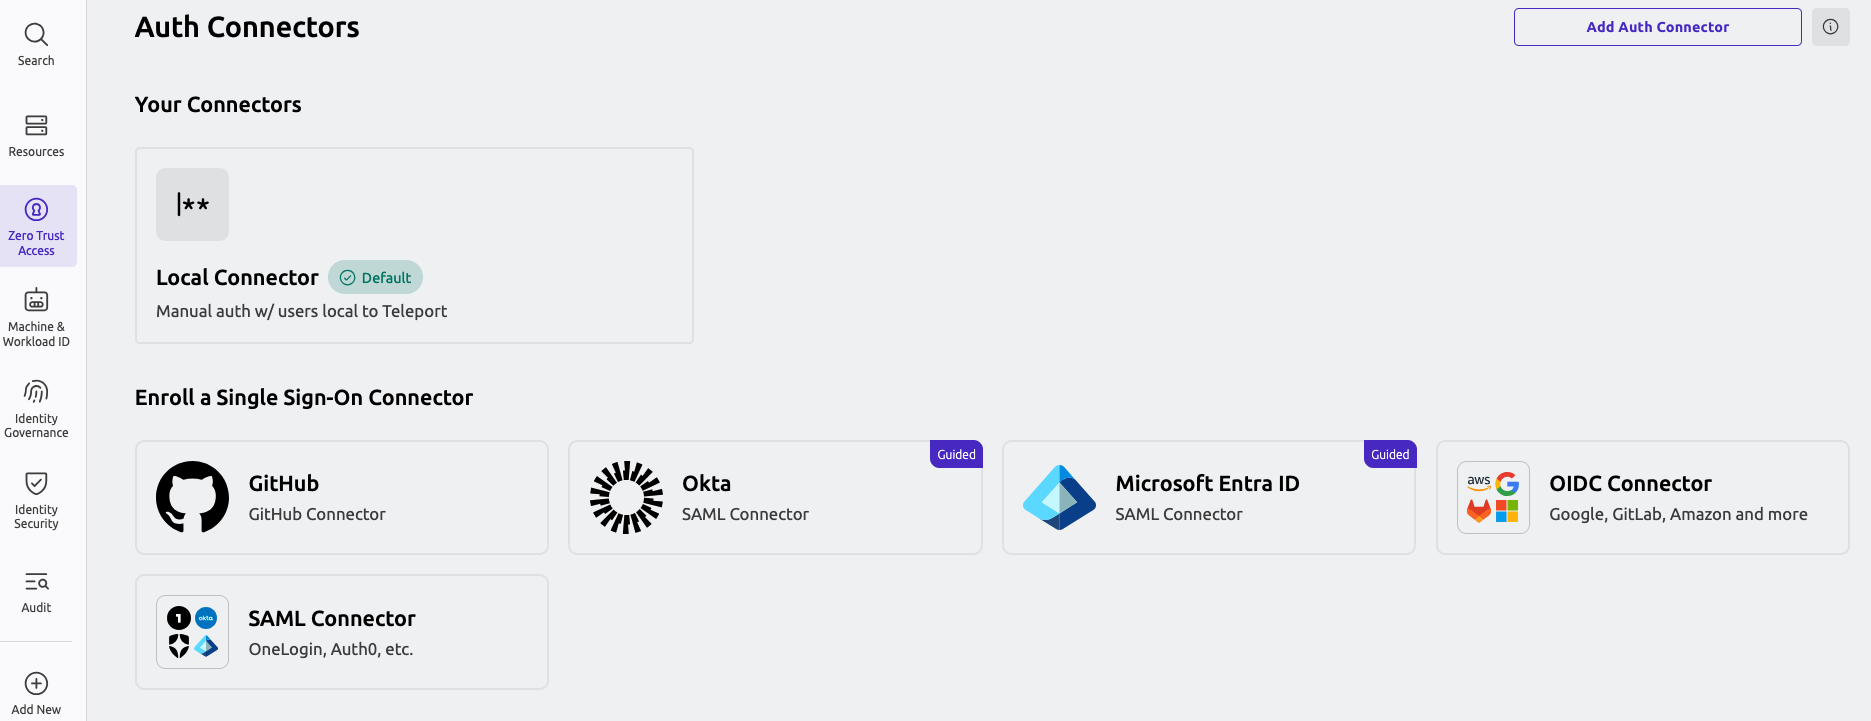 Auth Connectors
Add Auth Connector
Search
Resources
Zero Trust
Access
Machine &
Workload ID
Identity
Governance
Identity
Security
Audit
Add New
Your Connectors
|**
Local Connector
Default
Manual auth w/ users local to Teleport
Enroll a Single Sign-On Connector
GitHub
GitHub Connector
Guided
Okta
SAML Connector
Guided
Microsoft Entra ID
SAML Connector
aws
OIDC Connector
Google, GitLab, Amazon and more
1
okta
SAML Connector
OneLogin, Auth0, etc.